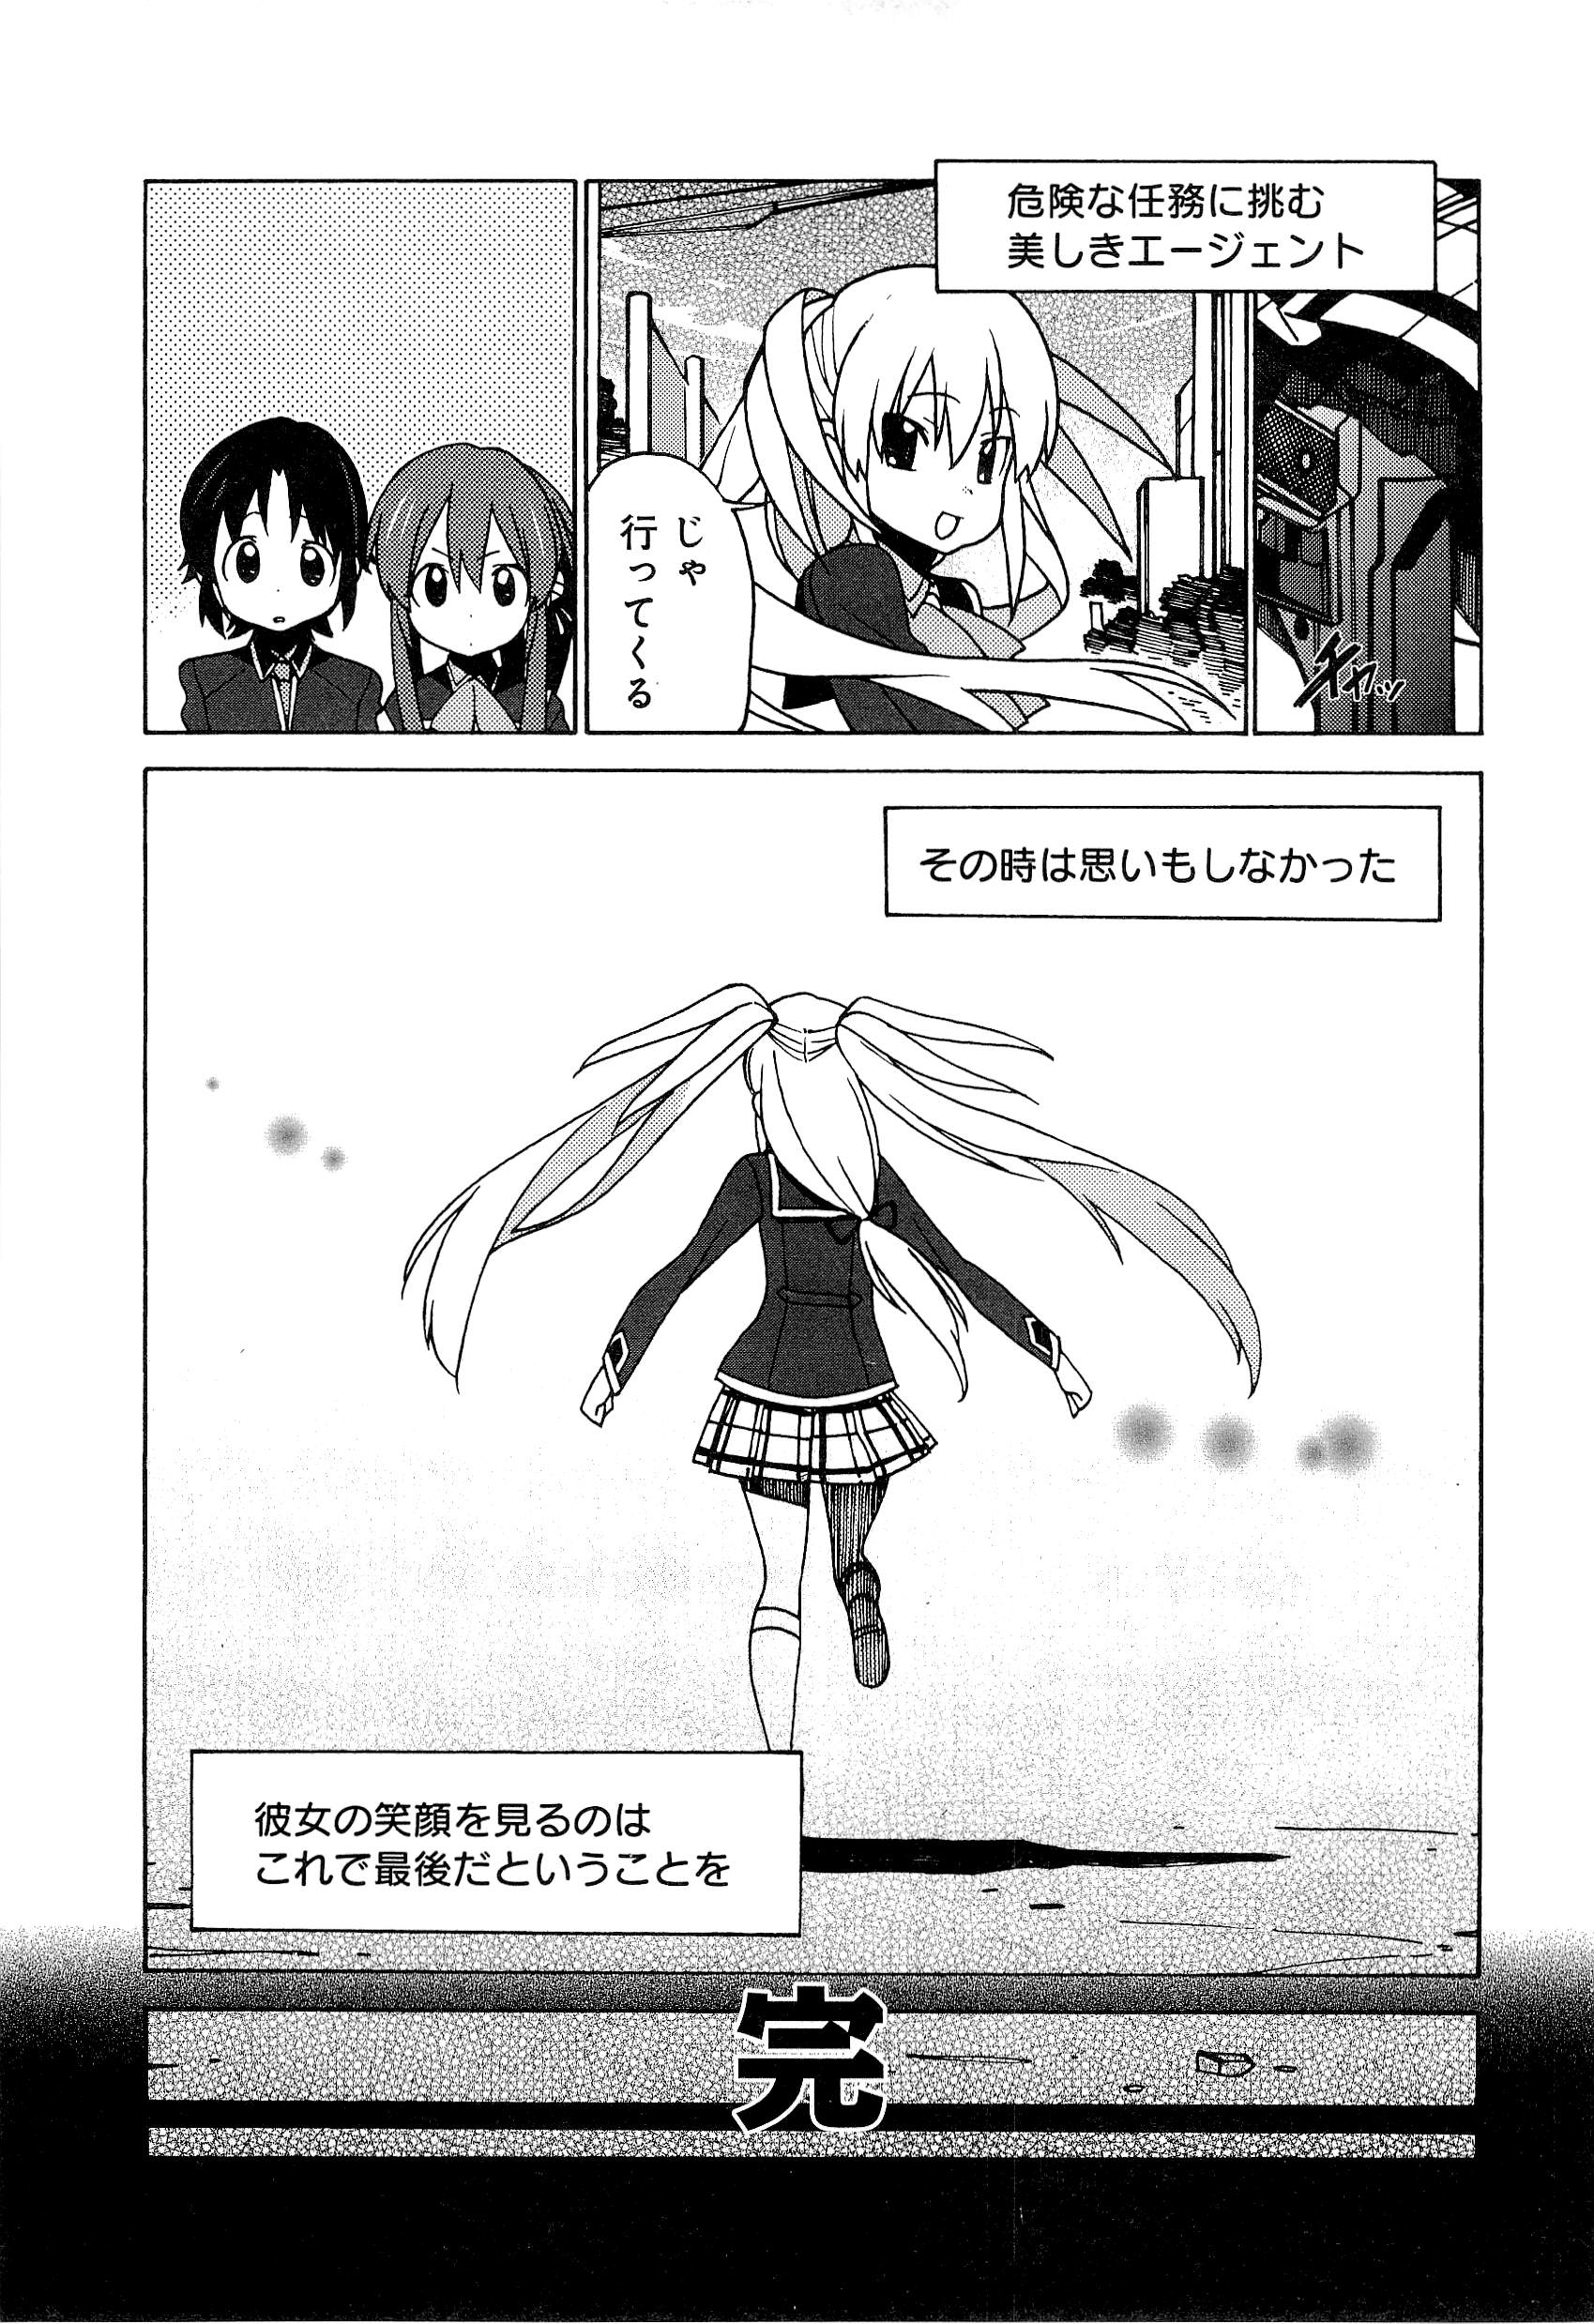 危険な任務に挑む
美しきエージェント
チャッ
じゃ
行ってくる
その時は思いもしなかった
彼女の笑顔を見るのは
これで最後だということを
完